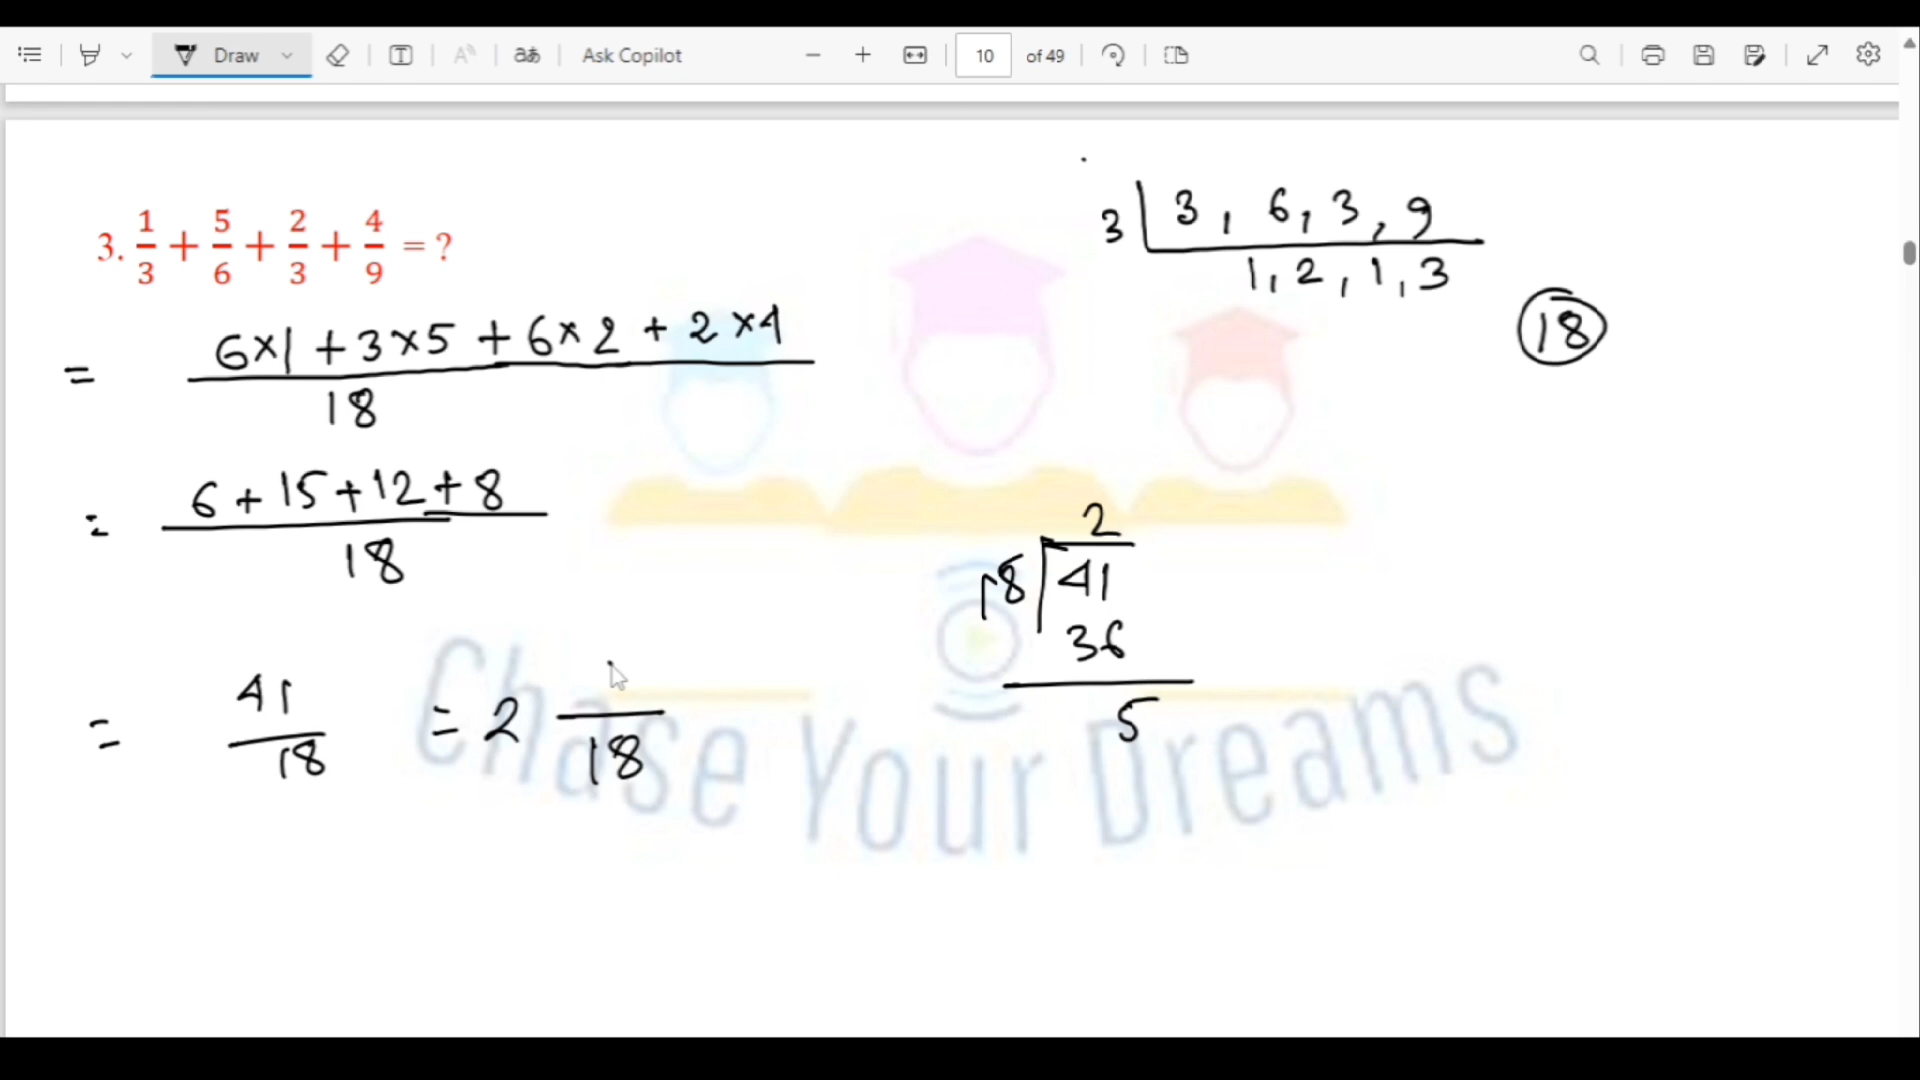 Draw Ask Copilot 10 of 49
3. 1/3 + 5/6 + 2/3 + 4/9 = ?
3 | 3, 6, 3, 9
1, 2, 1, 3
18
= (6×1 + 3×5 + 6×2 + 2×4)/18
= (6 + 15 + 12 + 8)/18
2
18 | 41
36
5
= 41/18 = 2 /18
Chase Your Dreams